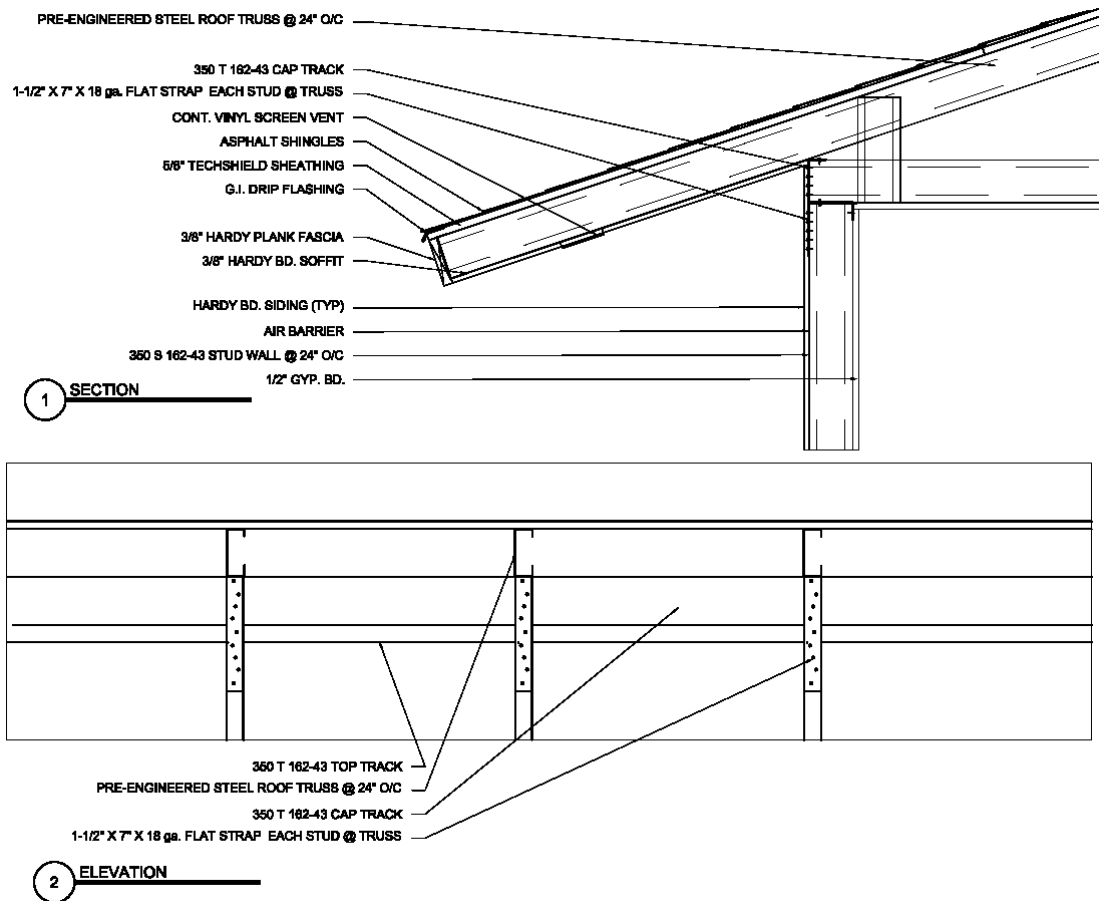 PRE-ENGINEERED STEEL ROOF TRUSS @ 24" O/C
350 T 162-43 CAP TRACK
1-1/2" X 7" X 18 ga. FLAT STRAP EACH STUD @ TRUSS
CONT. VINYL SCREEN VENT
ASPHALT SHINGLES
5/8" TECHSHIELD SHEATHING
G.I. DRIP FLASHING
3/8" HARDY PLANK FASCIA
3/8" HARDY BD. SOFFIT
HARDY BD. SIDING (TYP)
AIR BARRIER
350 S 162-43 STUD WALL @ 24" O/C
1/2" GYP. BD.
1 SECTION
350 T 162-43 TOP TRACK
PRE-ENGINEERED STEEL ROOF TRUSS @ 24" O/C
350 T 162-43 CAP TRACK
1-1/2" X 7" X 18 ga. FLAT STRAP EACH STUD @ TRUSS
2 ELEVATION